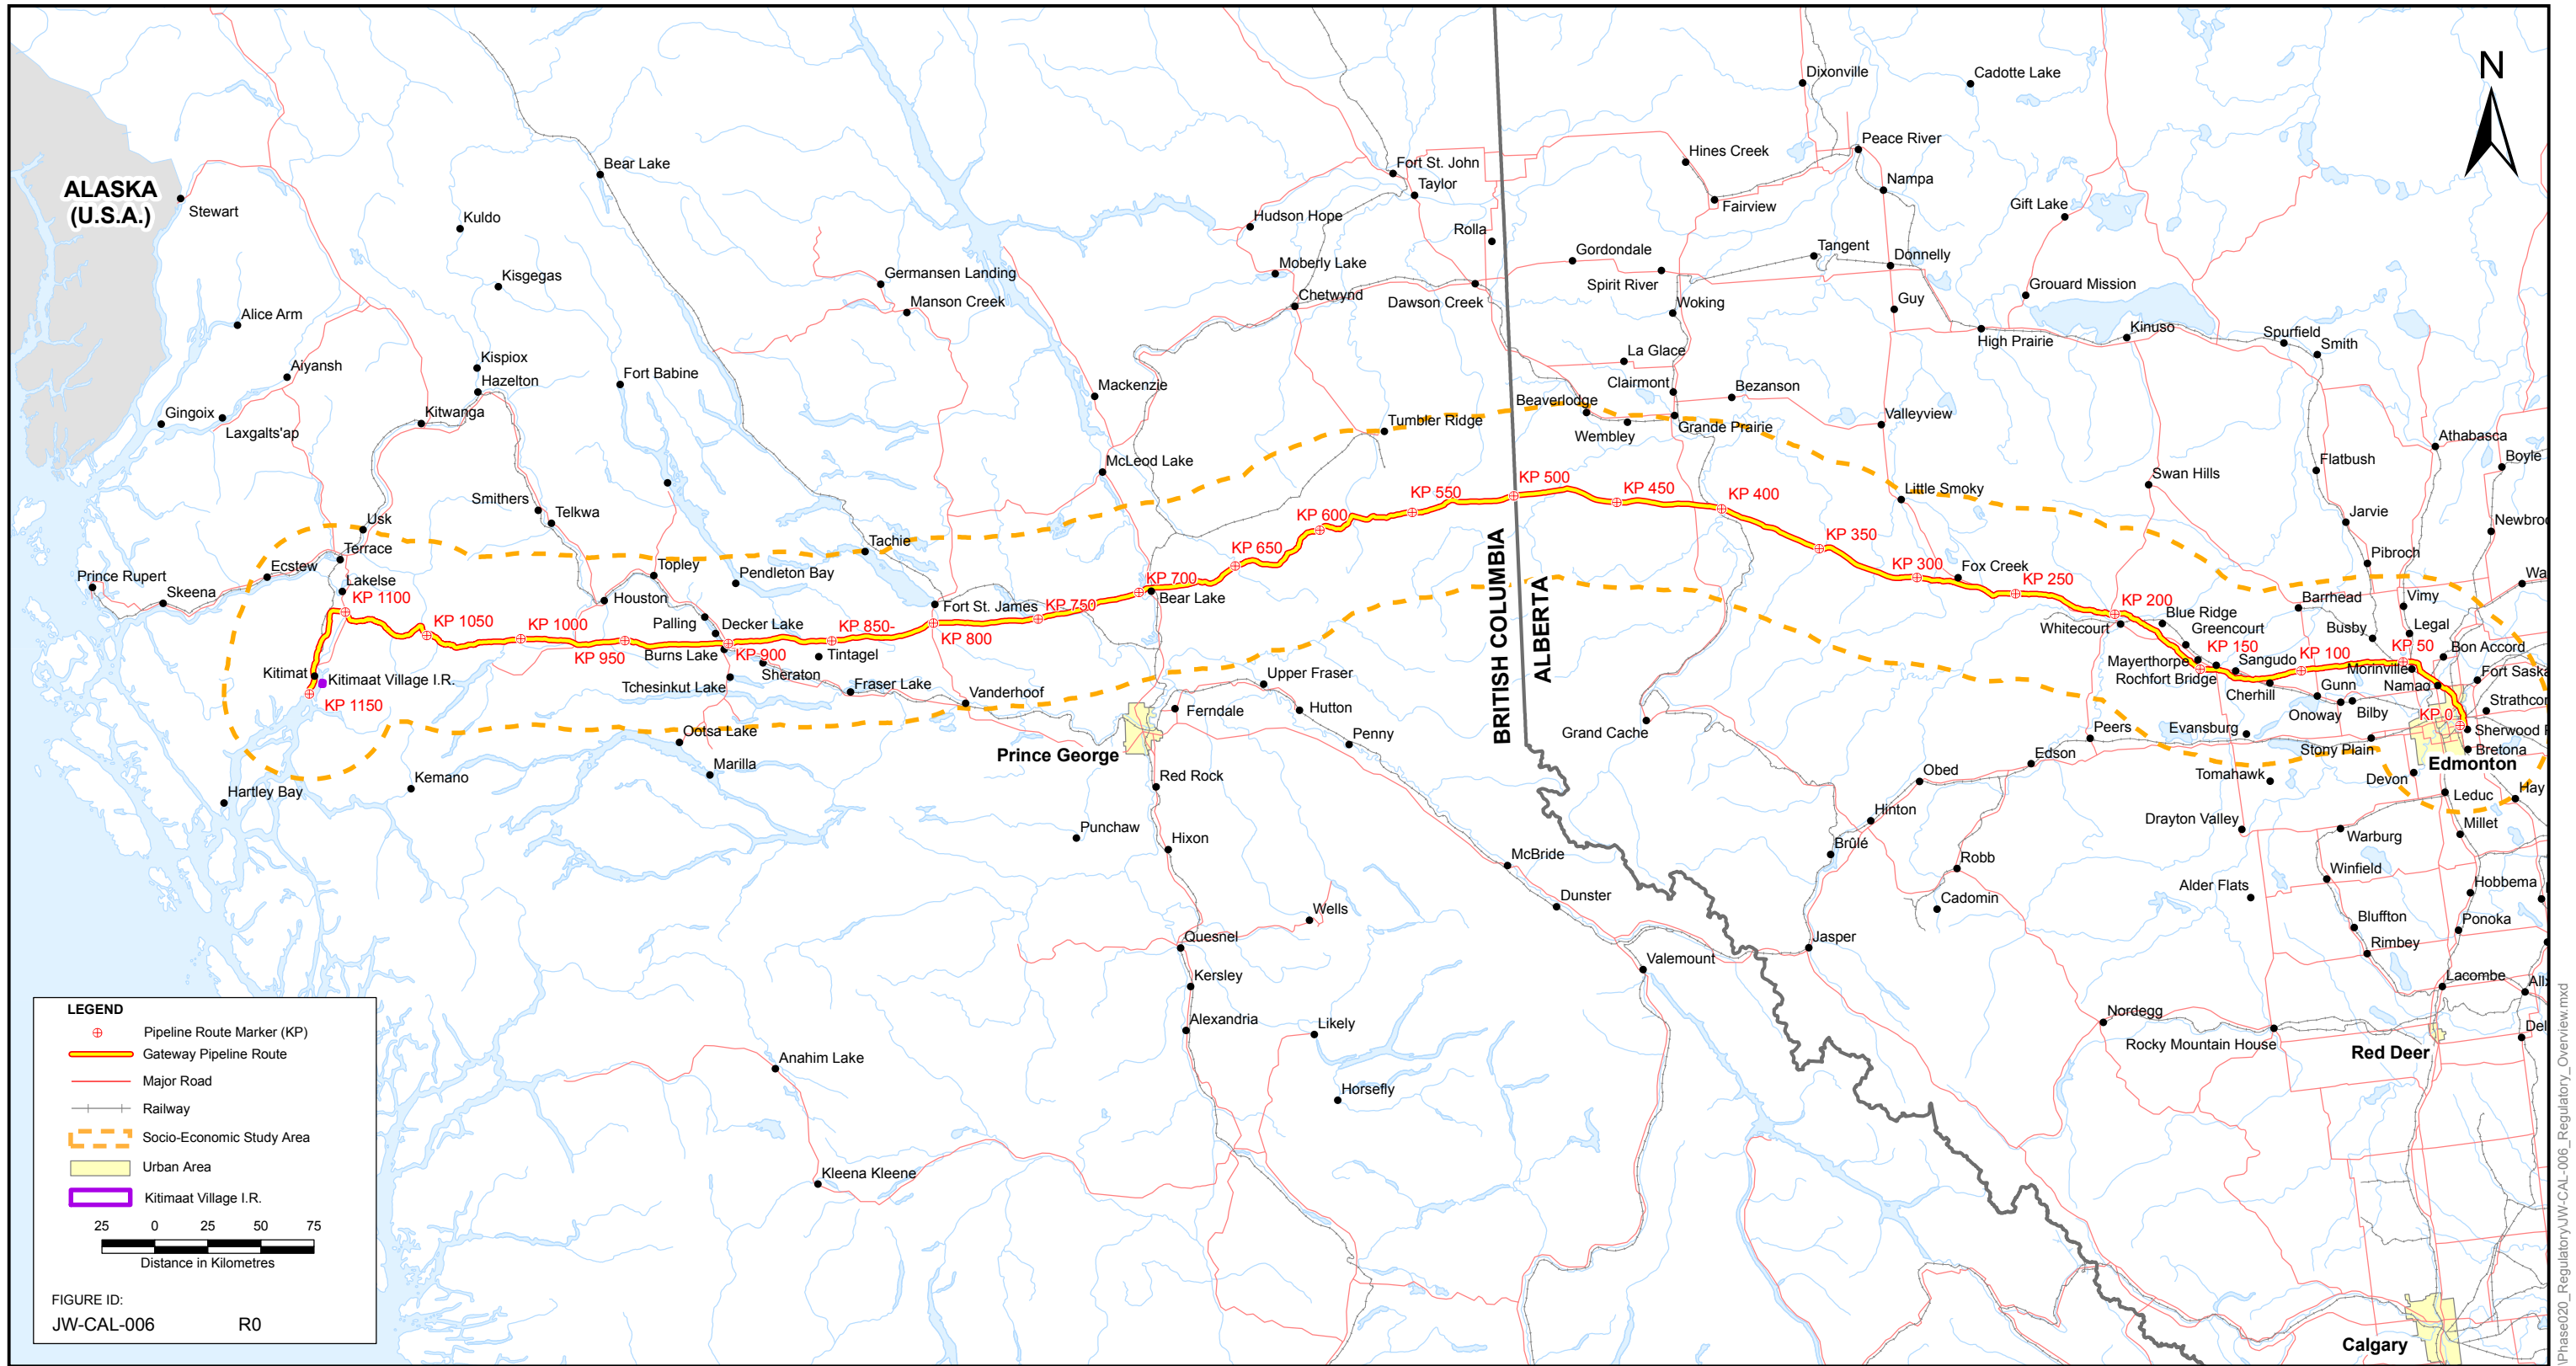 N
Dixonville
Cadotte Lake
Peace River
Hines Creek
Fort St. John
Bear Lake
Taylor
Nampa
ALASKA
(U.S.A.)
Stewart
Fairview
Gift Lake
Kuldo
Hudson Hope
Rolla
Tangent
Gordondale
Donnelly
Moberly Lake
Germansen Landing
Kisgegas
Spirit River
Grouard Mission
Chetwynd
Dawson Creek
Manson Creek
Woking
Guy
Alice Arm
Kinuso
Spurfield
High Prairie
Smith
La Glace
Kispiox
Aiyansh
Hazelton
Fort Babine
Mackenzie
Clairmont
Bezanson
Beaverlodge
Gingoix
Kitwanga
Laxgalts'ap
Tumbler Ridge
Wembley
Grande Prairie
Valleyview
Athabasca
McLeod Lake
Flatbush
Boyle
Swan Hills
KP 500
KP 450
KP 550
KP 400
Little Smoky
Smithers
Telkwa
Usk
KP 600
Jarvie
KP 350
Tachie
Terrace
KP 650
BRITISH COLUMBIA
ALBERTA
Pibroch
Ecstew
Topley
Pendleton Bay
Prince Rupert
Skeena
Lakelse
KP 1100
KP 700
Bear Lake
KP 300
Fox Creek
KP 250
Houston
Fort St. James
KP 750
KP 200
Barrhead
Vimy
Blue Ridge
Whitecourt
Greencourt
Busby
Legal
KP 1050
KP 1000
Palling
Decker Lake
KP 850
KP 800
KP 950
Burns Lake
KP 900
Tintagel
Mayerthorpe
KP 150
Sangudo
KP 100
KP 50
Bon Accord
Morinville
Rochfort Bridge
Kitimat
Kitimaat Village I.R.
Tchesinkut Lake
Sheraton
Fraser Lake
Upper Fraser
Cherhill
Gunn
Namao
KP 1150
Vanderhoof
Ferndale
Hutton
Onoway
Bilby
KP 0
Grand Cache
Peers
Evansburg
Stony Plain
Ootsa Lake
Penny
Prince George
Edson
Bretona
Edmonton
Marilla
Red Rock
Obed
Tomahawk
Devon
Kemano
Hartley Bay
Leduc
Hinton
Drayton Valley
Warburg
Millet
Punchaw
Hixon
Brûlé
McBride
Robb
Winfield
Dunster
Cadomin
Alder Flats
Hobbema
Wells
Bluffton
Ponoka
Quesnel
Jasper
Rimbey
Valemount
Kersley
Lacombe
Nordegg
Alexandria
Likely
Rocky Mountain House
Red Deer
Anahim Lake
Horsefly
Kleena Kleene
Calgary
LEGEND
Pipeline Route Marker (KP)
Gateway Pipeline Route
Major Road
Railway
Socio-Economic Study Area
Urban Area
Kitimaat Village I.R.
25 0 25 50 75
Distance in Kilometres
FIGURE ID:
JW-CAL-006 R0